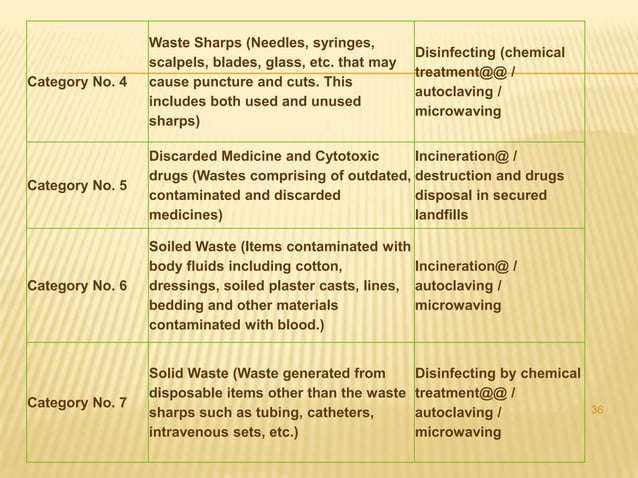 Category No. 4
Waste Sharps (Needles, syringes,
scalpels, blades, glass, etc. that may
cause puncture and cuts. This
includes both used and unused
sharps)
Disinfecting (chemical
treatment@@ /
autoclaving /
microwaving
Category No. 5
Discarded Medicine and Cytotoxic
drugs (Wastes comprising of outdated,
contaminated and discarded
medicines)
Incineration@ /
destruction and drugs
disposal in secured
landfills
Category No. 6
Soiled Waste (Items contaminated with
body fluids including cotton,
dressings, soiled plaster casts, lines,
bedding and other materials
contaminated with blood.)
Incineration@ /
autoclaving /
microwaving
Category No. 7
Solid Waste (Waste generated from
disposable items other than the waste
sharps such as tubing, catheters,
intravenous sets, etc.)
Disinfecting by chemical
treatment@@ /
autoclaving /
microwaving
36